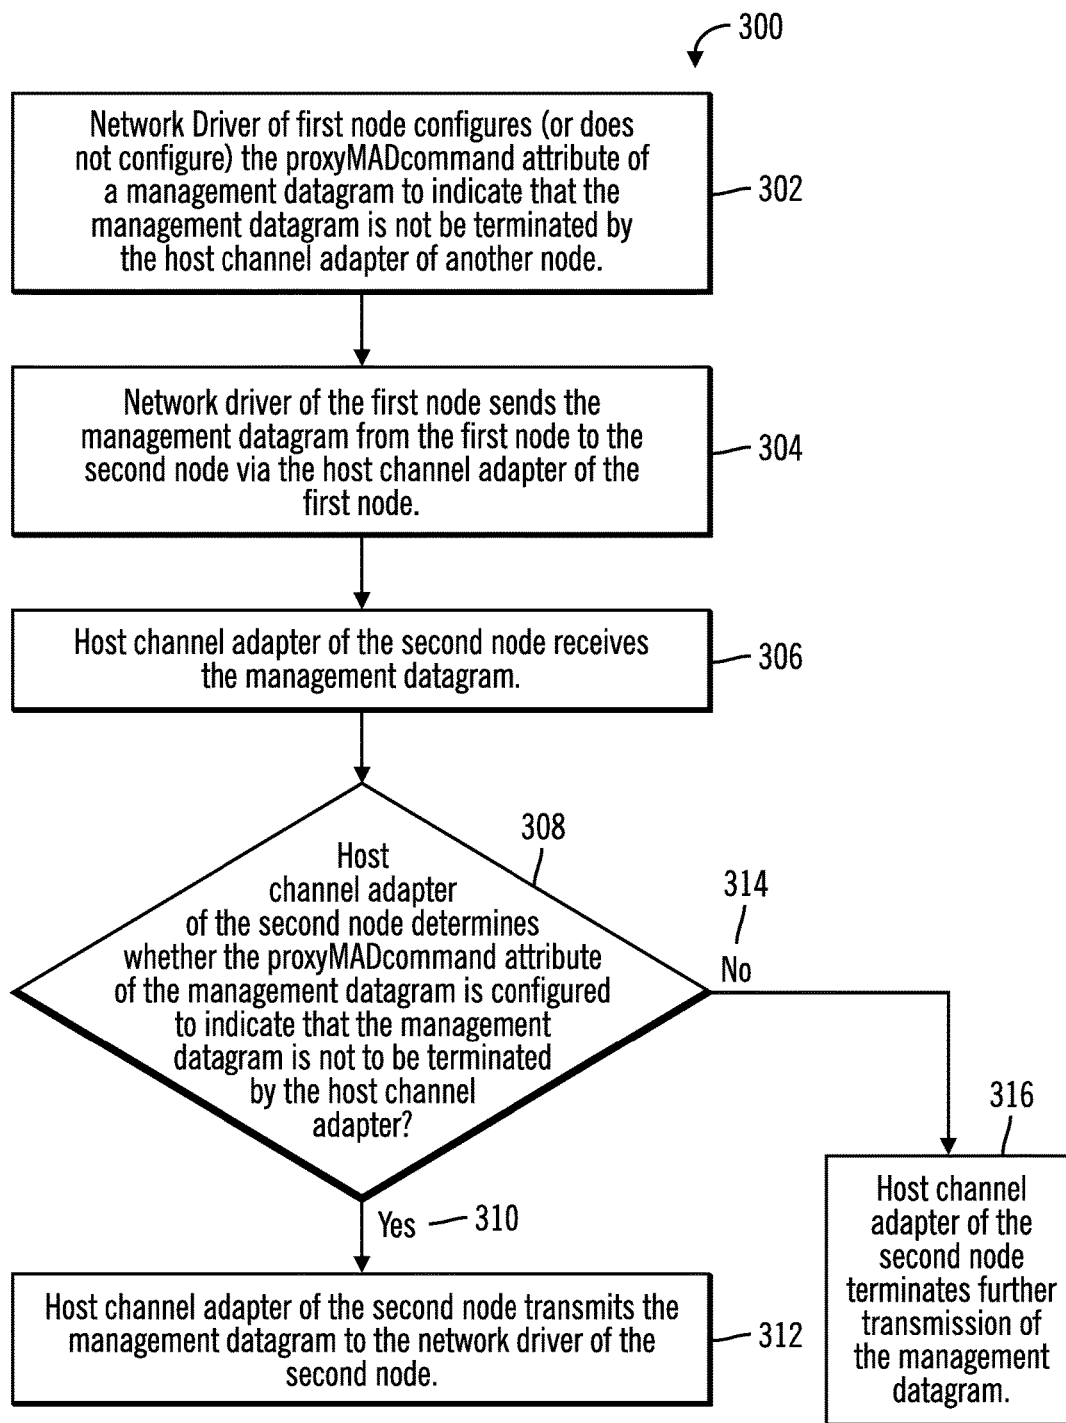 300
Network Driver of first node configures (or does
not configure) the proxyMADcommand attribute of
a management datagram to indicate that the
management datagram is not be terminated by
the host channel adapter of another node.
302
Network driver of the first node sends the
management datagram from the first node to the
second node via the host channel adapter of the
first node.
304
Host channel adapter of the second node receives
the management datagram.
306
308
Host
channel adapter
of the second node determines
whether the proxyMADcommand attribute
of the management datagram is configured
to indicate that the management
datagram is not to be terminated
by the host channel
adapter?
314
No
Yes
310
316
Host channel
adapter of the
second node
terminates further
transmission of
the management
datagram.
Host channel adapter of the second node transmits the
management datagram to the network driver of the
second node.
312